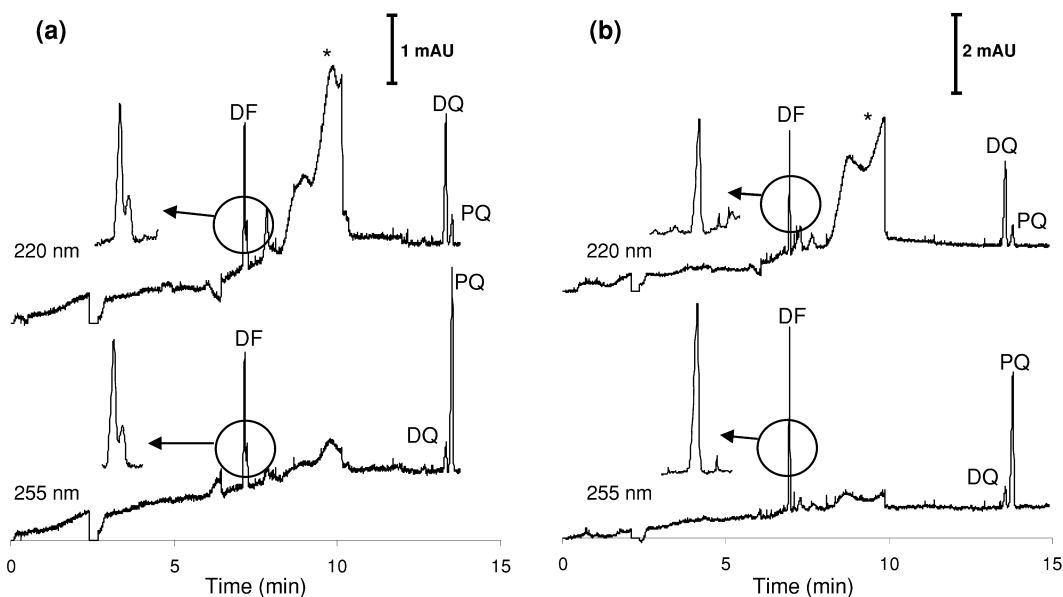 (a)
1 mAU
*
DF
DQ
PQ
220 nm
PQ
DF
DQ
255 nm
0
5
10
15
Time (min)
(b)
2 mAU
*
DF
DQ
PQ
220 nm
DF
PQ
DQ
255 nm
0
5
10
15
Time (min)